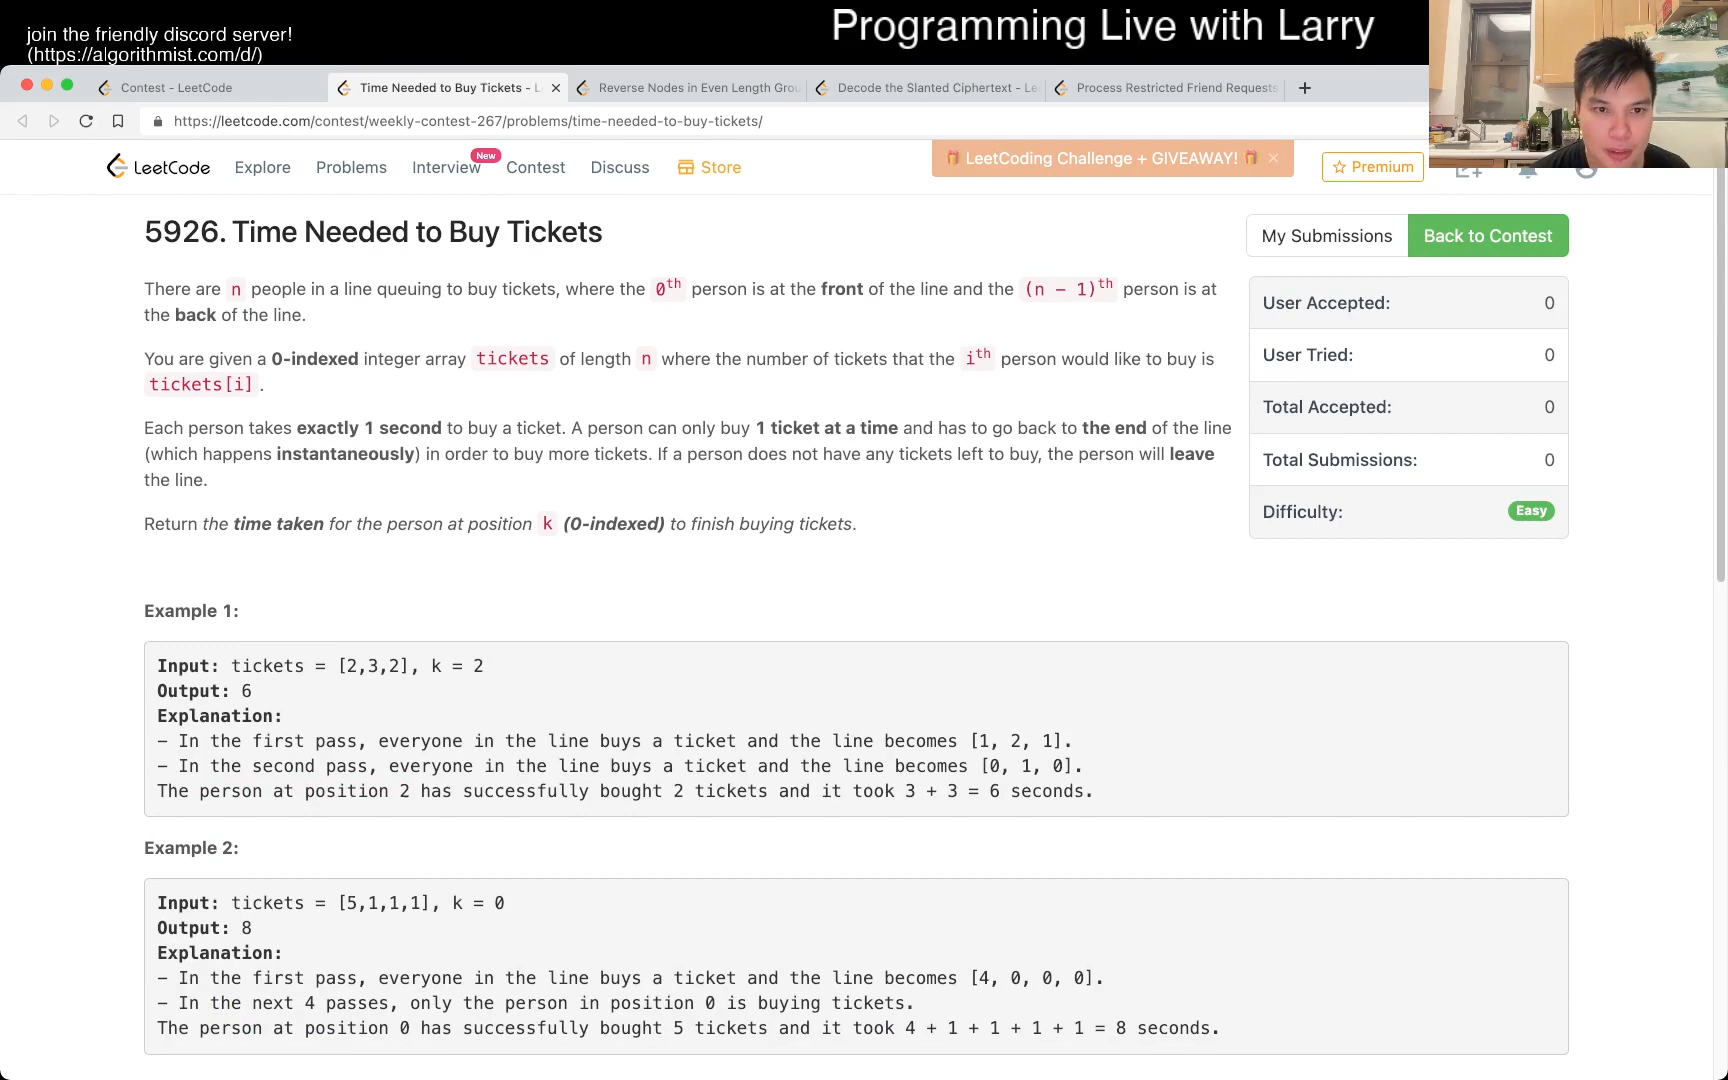 join the friendly discord server!
(https://algorithmist.com/d/)
Programming Live with Larry
Contest - LeetCode
Time Needed to Buy Tickets - L
Reverse Nodes in Even Length Grou
Decode the Slanted Ciphertext - Le
Process Restricted Friend Requests
https://leetcode.com/contest/weekly-contest-267/problems/time-needed-to-buy-tickets/
LeetCode
Explore
Problems
Interview
New
Contest
Discuss
Store
LeetCoding Challenge + GIVEAWAY!
Premium
5926. Time Needed to Buy Tickets
My Submissions
Back to Contest
There are n people in a line queuing to buy tickets, where the 0th person is at the front of the line and the (n - 1)th person is at
the back of the line.
You are given a 0-indexed integer array tickets of length n where the number of tickets that the ith person would like to buy is
tickets[i].
Each person takes exactly 1 second to buy a ticket. A person can only buy 1 ticket at a time and has to go back to the end of the line
(which happens instantaneously) in order to buy more tickets. If a person does not have any tickets left to buy, the person will leave
the line.
Return the time taken for the person at position k (0-indexed) to finish buying tickets.
User Accepted: 0
User Tried: 0
Total Accepted: 0
Total Submissions: 0
Difficulty: Easy
Example 1:
Input: tickets = [2,3,2], k = 2
Output: 6
Explanation:
- In the first pass, everyone in the line buys a ticket and the line becomes [1, 2, 1].
- In the second pass, everyone in the line buys a ticket and the line becomes [0, 1, 0].
The person at position 2 has successfully bought 2 tickets and it took 3 + 3 = 6 seconds.
Example 2:
Input: tickets = [5,1,1,1], k = 0
Output: 8
Explanation:
- In the first pass, everyone in the line buys a ticket and the line becomes [4, 0, 0, 0].
- In the next 4 passes, only the person in position 0 is buying tickets.
The person at position 0 has successfully bought 5 tickets and it took 4 + 1 + 1 + 1 + 1 = 8 seconds.